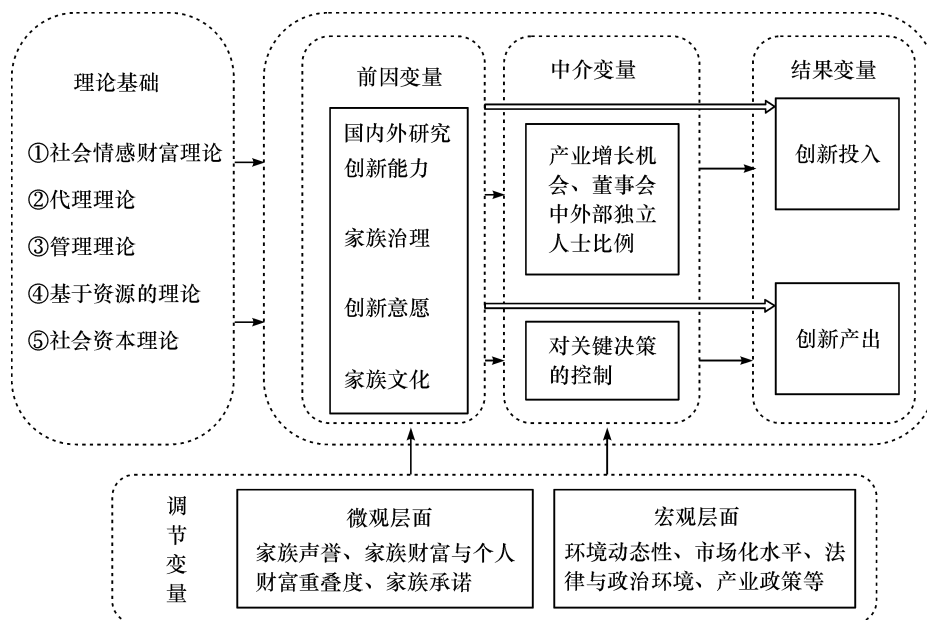 理论基础
①社会情感财富理论
②代理理论
③管理理论
④基于资源的理论
⑤社会资本理论
前因变量
国内外研究
创新能力
家族治理
创新意愿
家族文化
中介变量
产业增长机
会、董事会
中外部独立
人士比例
对关键决策
的控制
结果变量
创新投入
创新产出
调
节
变
量
微观层面
家族声誉、家族财富与个人
财富重叠度、家族承诺
宏观层面
环境动态性、市场化水平、法
律与政治环境、产业政策等